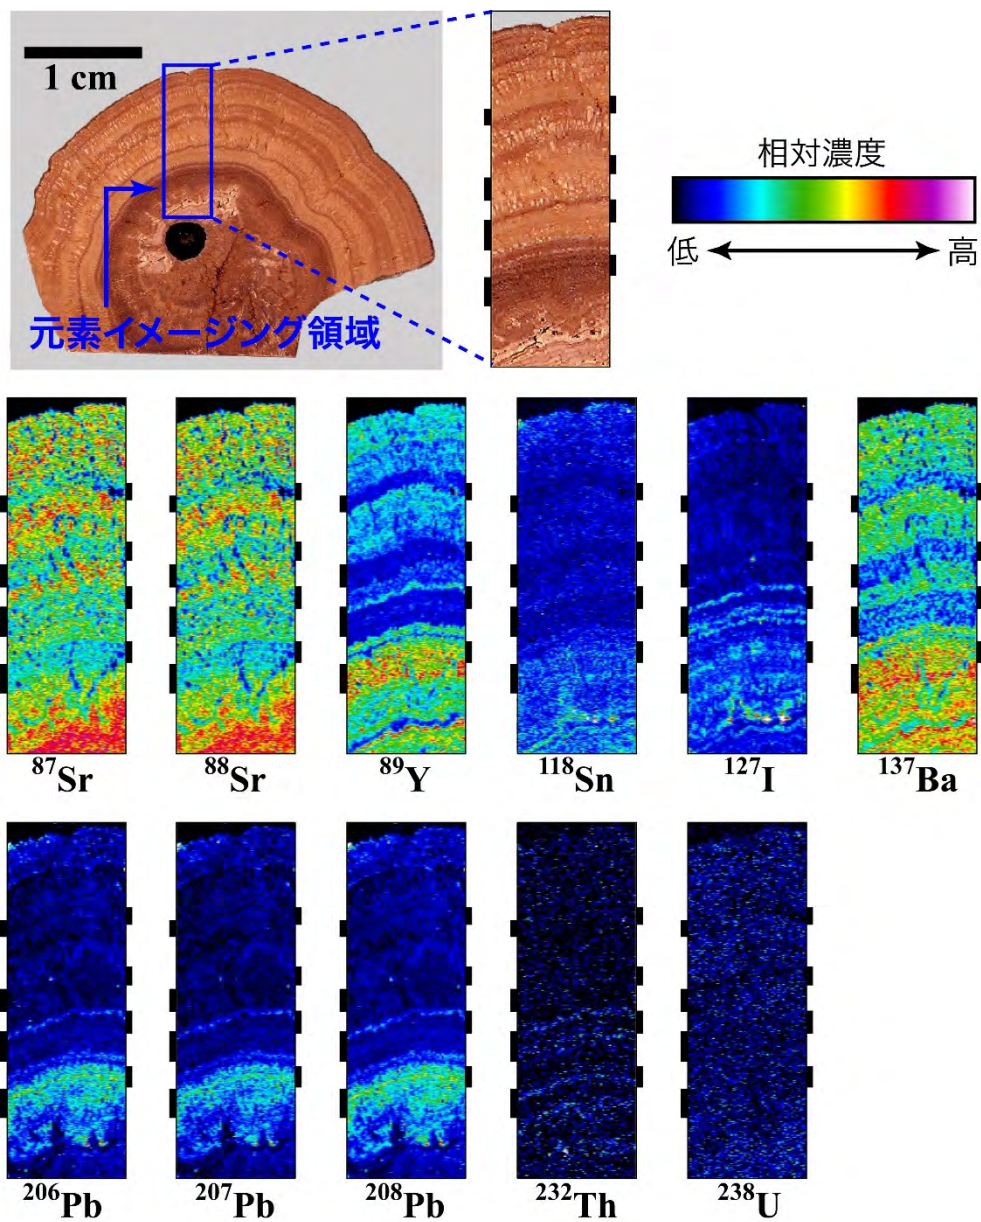 1 cm
元素イメージング領域
相対濃度
低
高
⁸⁷Sr
⁸⁸Sr
⁸⁹Y
¹¹⁸Sn
¹²⁷I
¹³⁷Ba
²⁰⁶Pb
²⁰⁷Pb
²⁰⁸Pb
²³²Th
²³⁸U